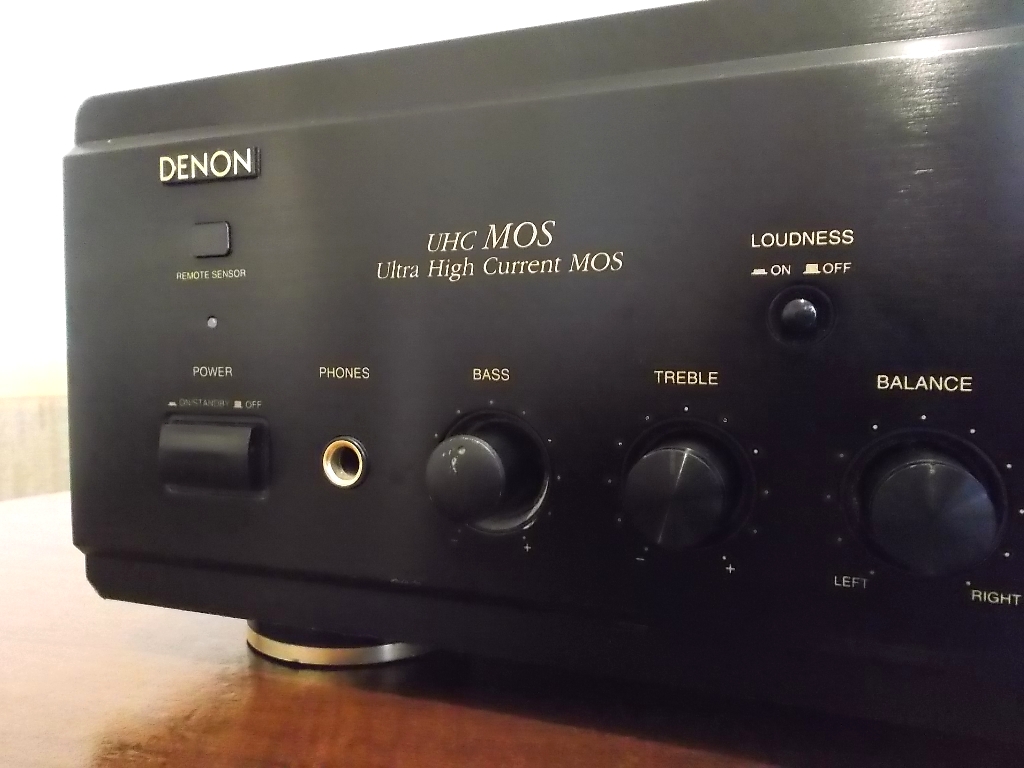 DENON
REMOTE SENSOR
UHC MOS
Ultra High Current MOS
LOUDNESS
ON OFF
POWER
ON/STANDBY OFF
PHONES
BASS
TREBLE
BALANCE
- +
- +
LEFT RIGHT